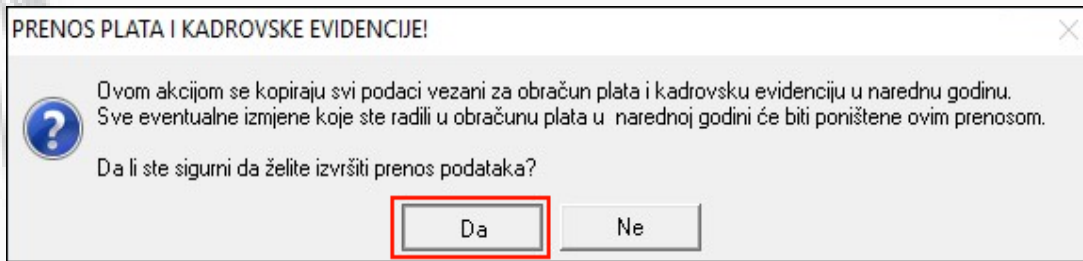 PRENOS PLATA I KADROVSKE EVIDENCIJE!
Ovom akcijom se kopiraju svi podaci vezani za obračun plata i kadrovsku evidenciju u narednu godinu.
Sve eventualne izmjene koje ste radili u obračunu plata u narednoj godini će biti poništene ovim prenosom.
Da li ste sigurni da želite izvršiti prenos podataka?
Da
Ne